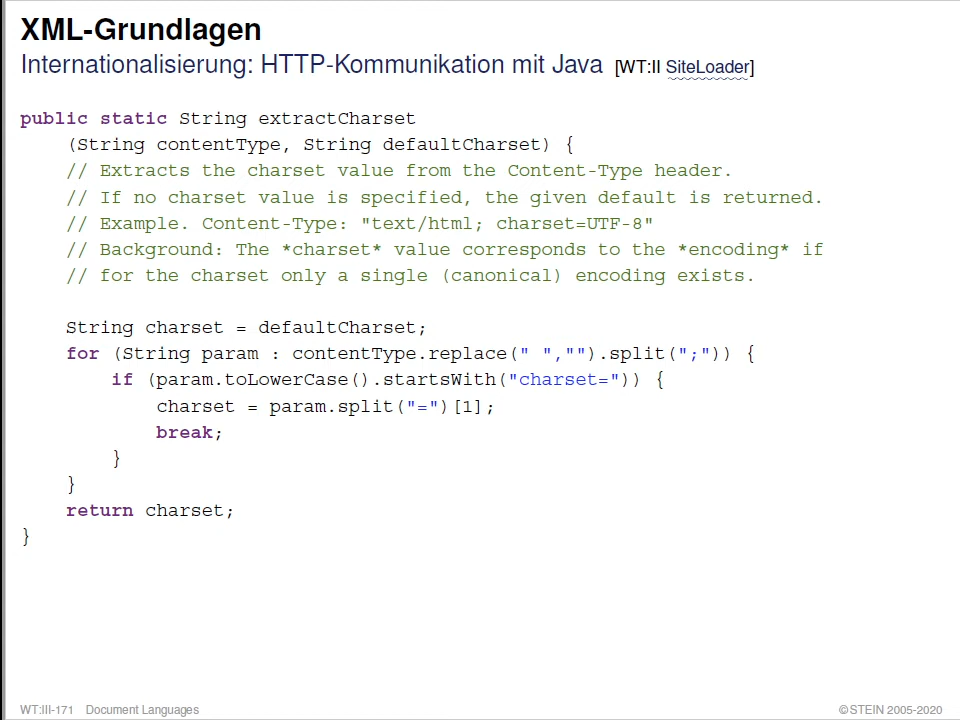 XML-Grundlagen
Internationalisierung: HTTP-Kommunikation mit Java [WT:II SiteLoader]
public static String extractCharset
(String contentType, String defaultCharset) {
// Extracts the charset value from the Content-Type header.
// If no charset value is specified, the given default is returned.
// Example. Content-Type: "text/html; charset=UTF-8"
// Background: The *charset* value corresponds to the *encoding* if
// for the charset only a single (canonical) encoding exists.
String charset = defaultCharset;
for (String param : contentType.replace(" ","").split(";")) {
if (param.toLowerCase().startsWith("charset=")) {
charset = param.split("=")[1];
break;
}
}
return charset;
}
WT:III-171 Document Languages ©STEIN 2005-2020